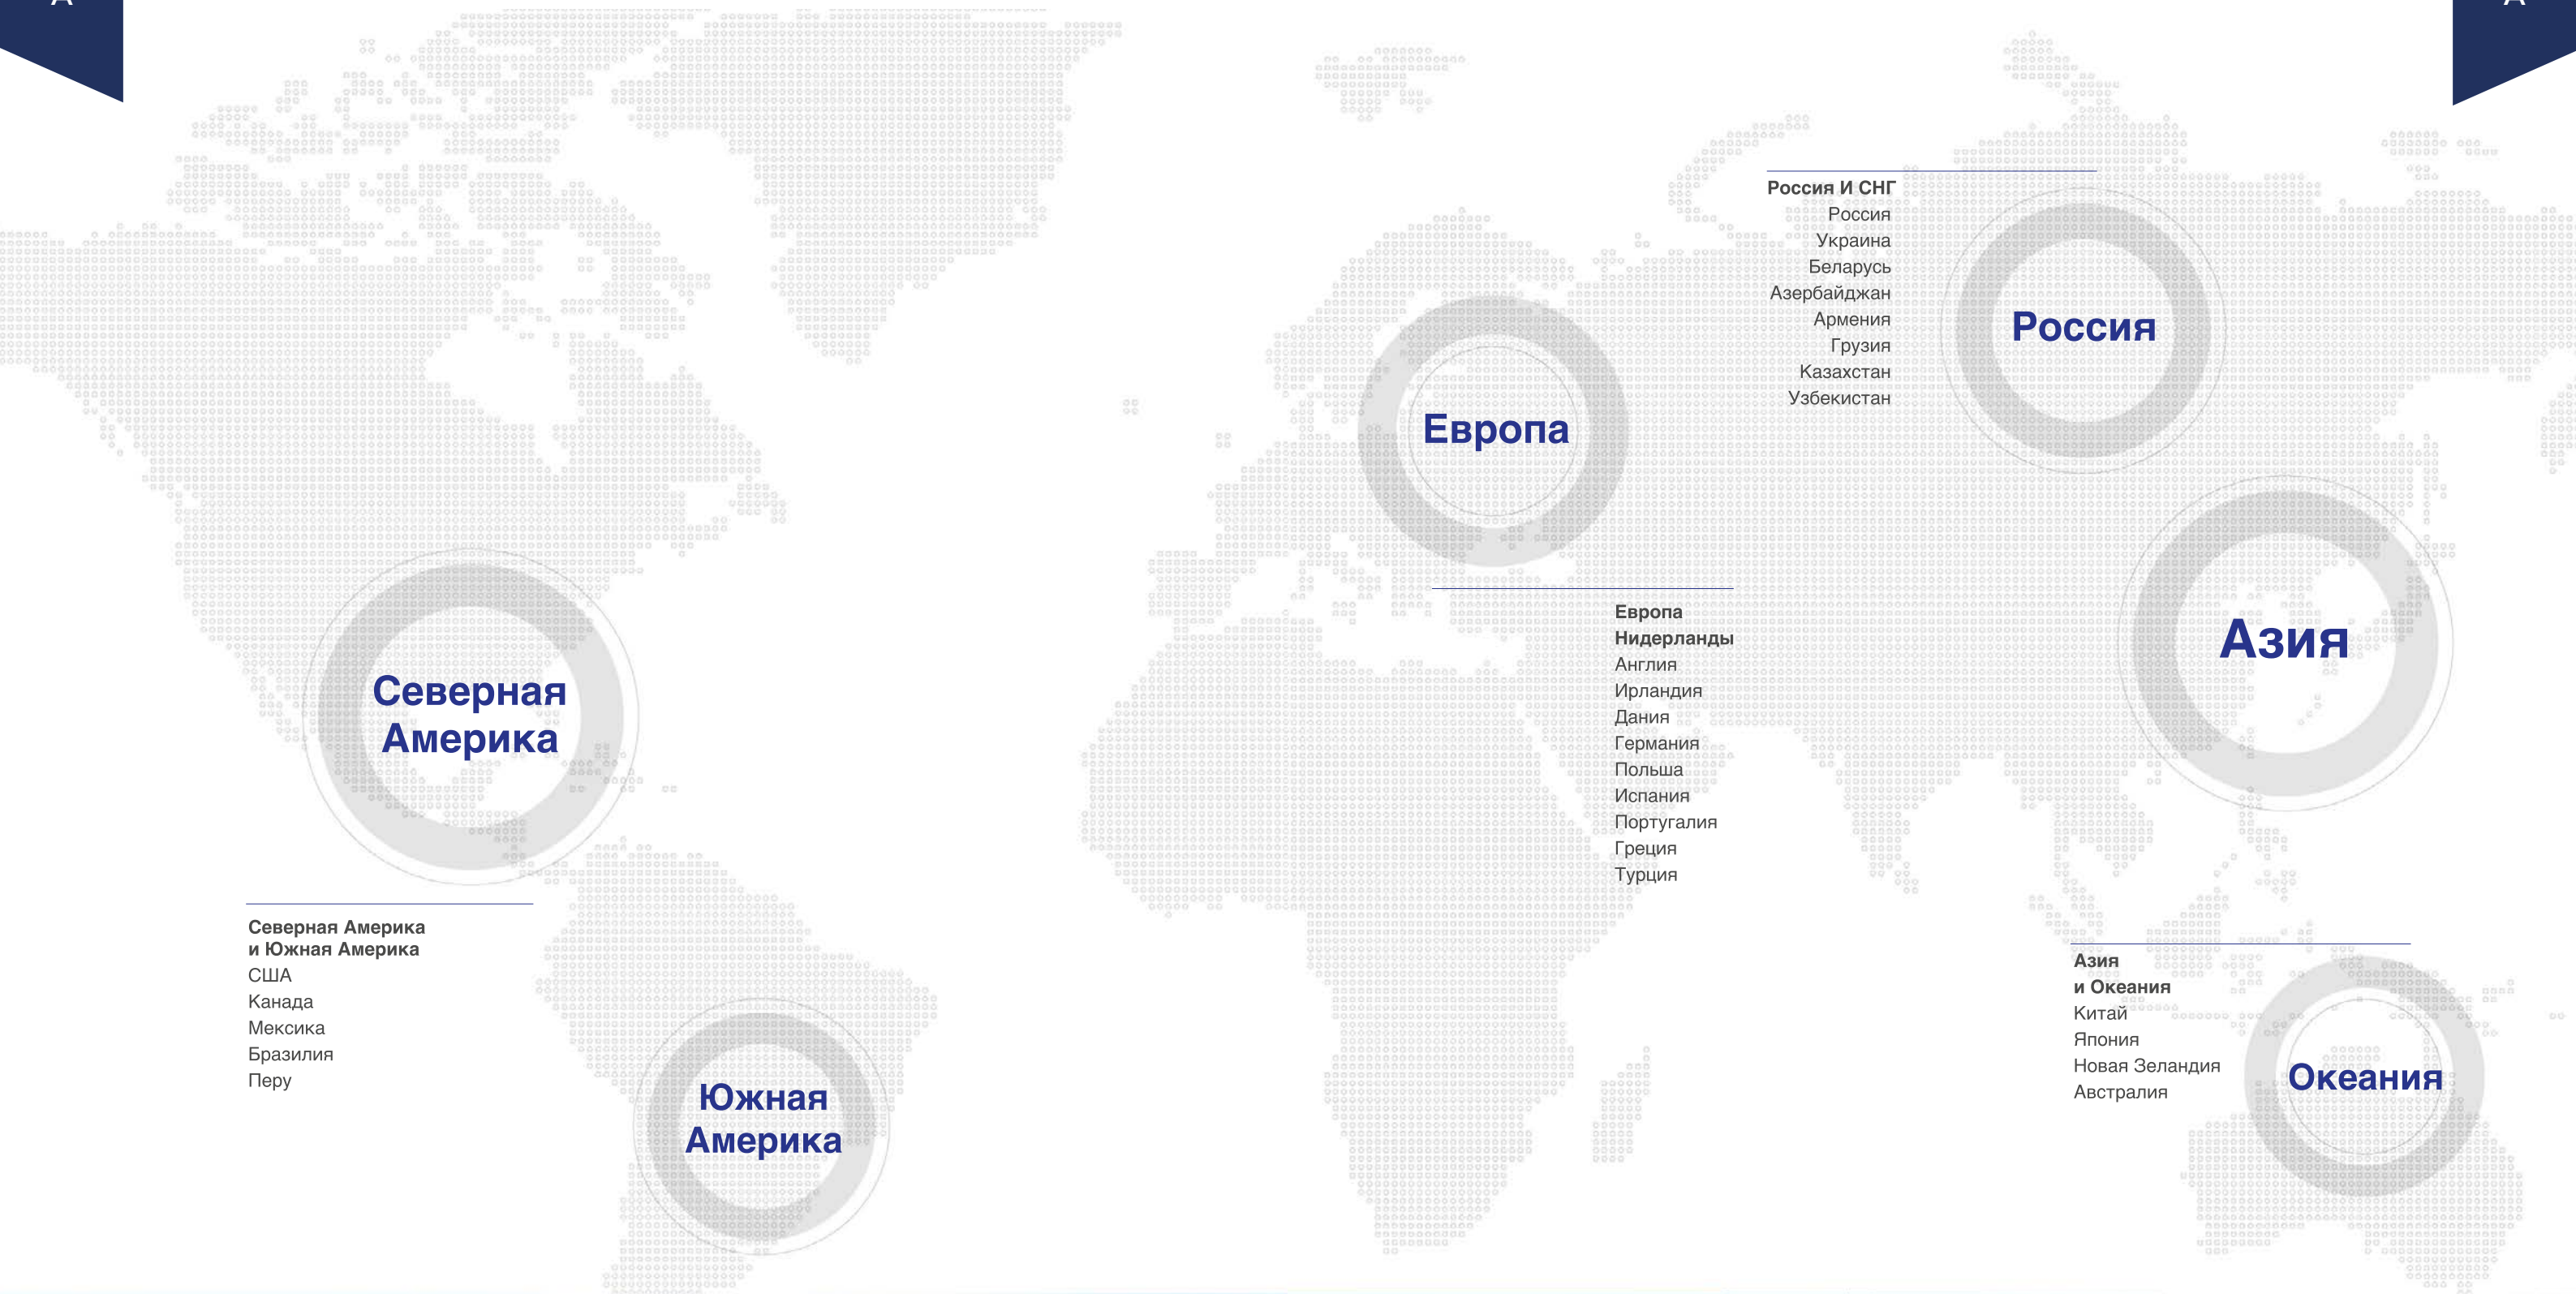 Россия И СНГ
Россия
Украина
Беларусь
Азербайджан
Армения
Грузия
Казахстан
Узбекистан
Россия
Европа
Европа
Нидерланды
Англия
Ирландия
Дания
Германия
Польша
Испания
Португалия
Греция
Турция
Азия
Северная
Америка
Северная Америка
и Южная Америка
США
Канада
Мексика
Бразилия
Перу
Южная
Америка
Азия
и Океания
Китай
Япония
Новая Зеландия
Австралия
Океания